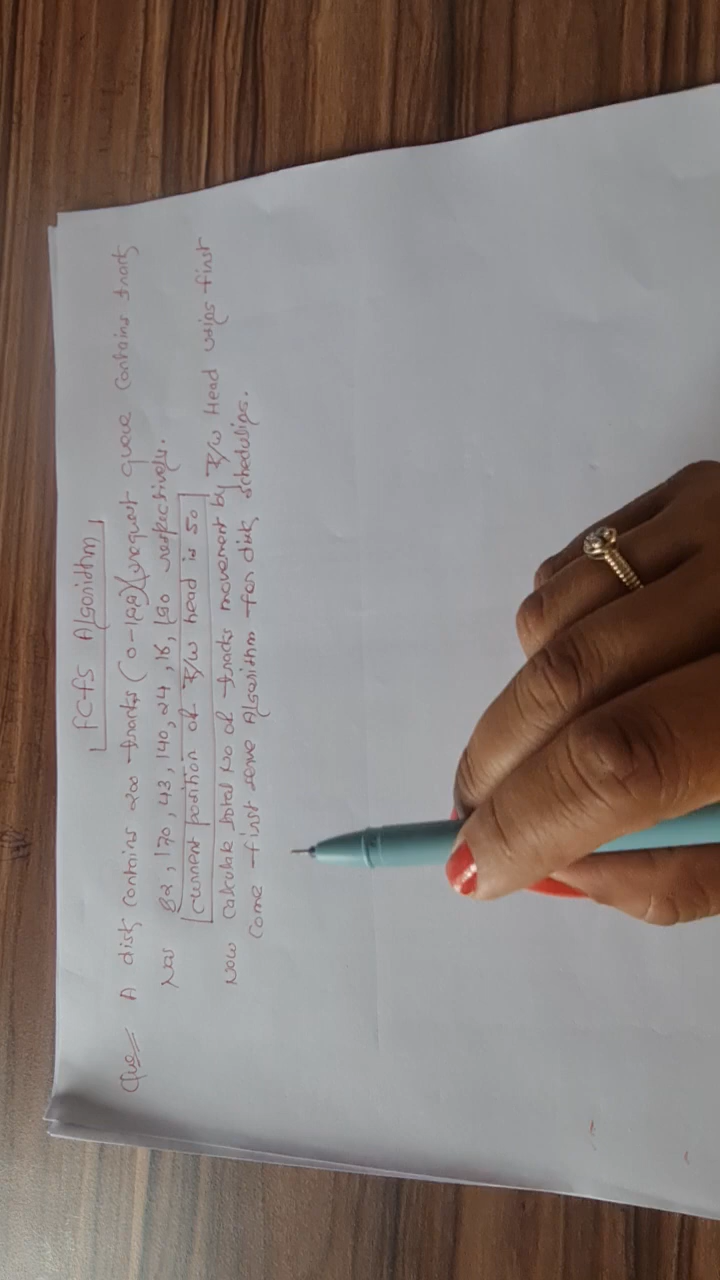 FCFS Algorithm
Que A disk contains 200 tracks (0-199) request queue contains track
No. 82, 170, 43, 140, 24, 16, 190 respectively.
current position of R/W head is 50
Now calculate total No of tracks movement by R/W Head using first
come first serve Algorithm for disk scheduling.